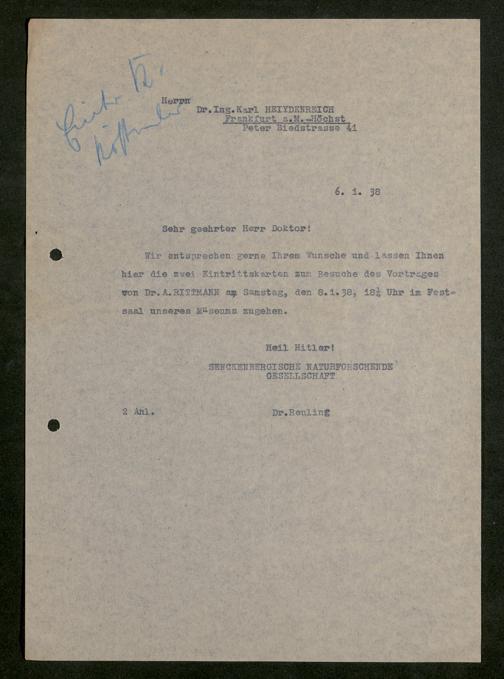 Herrn
Dr.Ing.Karl HEIYDENREICH
Frankfurt a.M.-Höchst
Peter Biedstrasse 41
6. 1. 38
Sehr geehrter Herr Doktor!
Wir entsprechen gerne Ihrem Wunsche und lassen Ihnen
hier die zwei Eintrittskarten zum Besuche des Vortrages
von Dr.A.RITTMANN am Samstag, den 8.1.38, 18¼ Uhr im Fest-
saal unseres Museums zugehen.
Heil Hitler!
SENCKENBERGISCHE NATURFORSCHENDE
GESELLSCHAFT
2 Anl.
Dr.Reuling